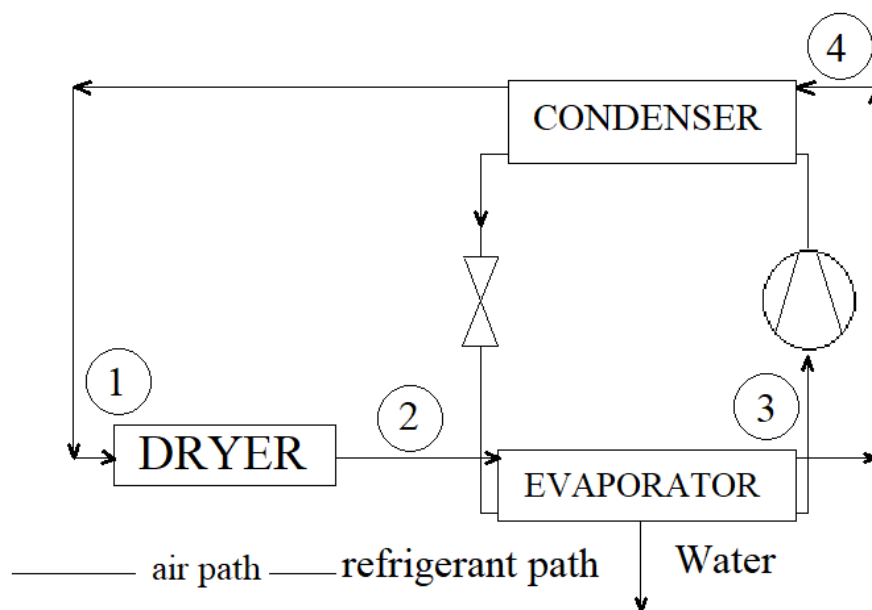 4
CONDENSER
1
2
3
DRYER
EVAPORATOR
air path refrigerant path Water